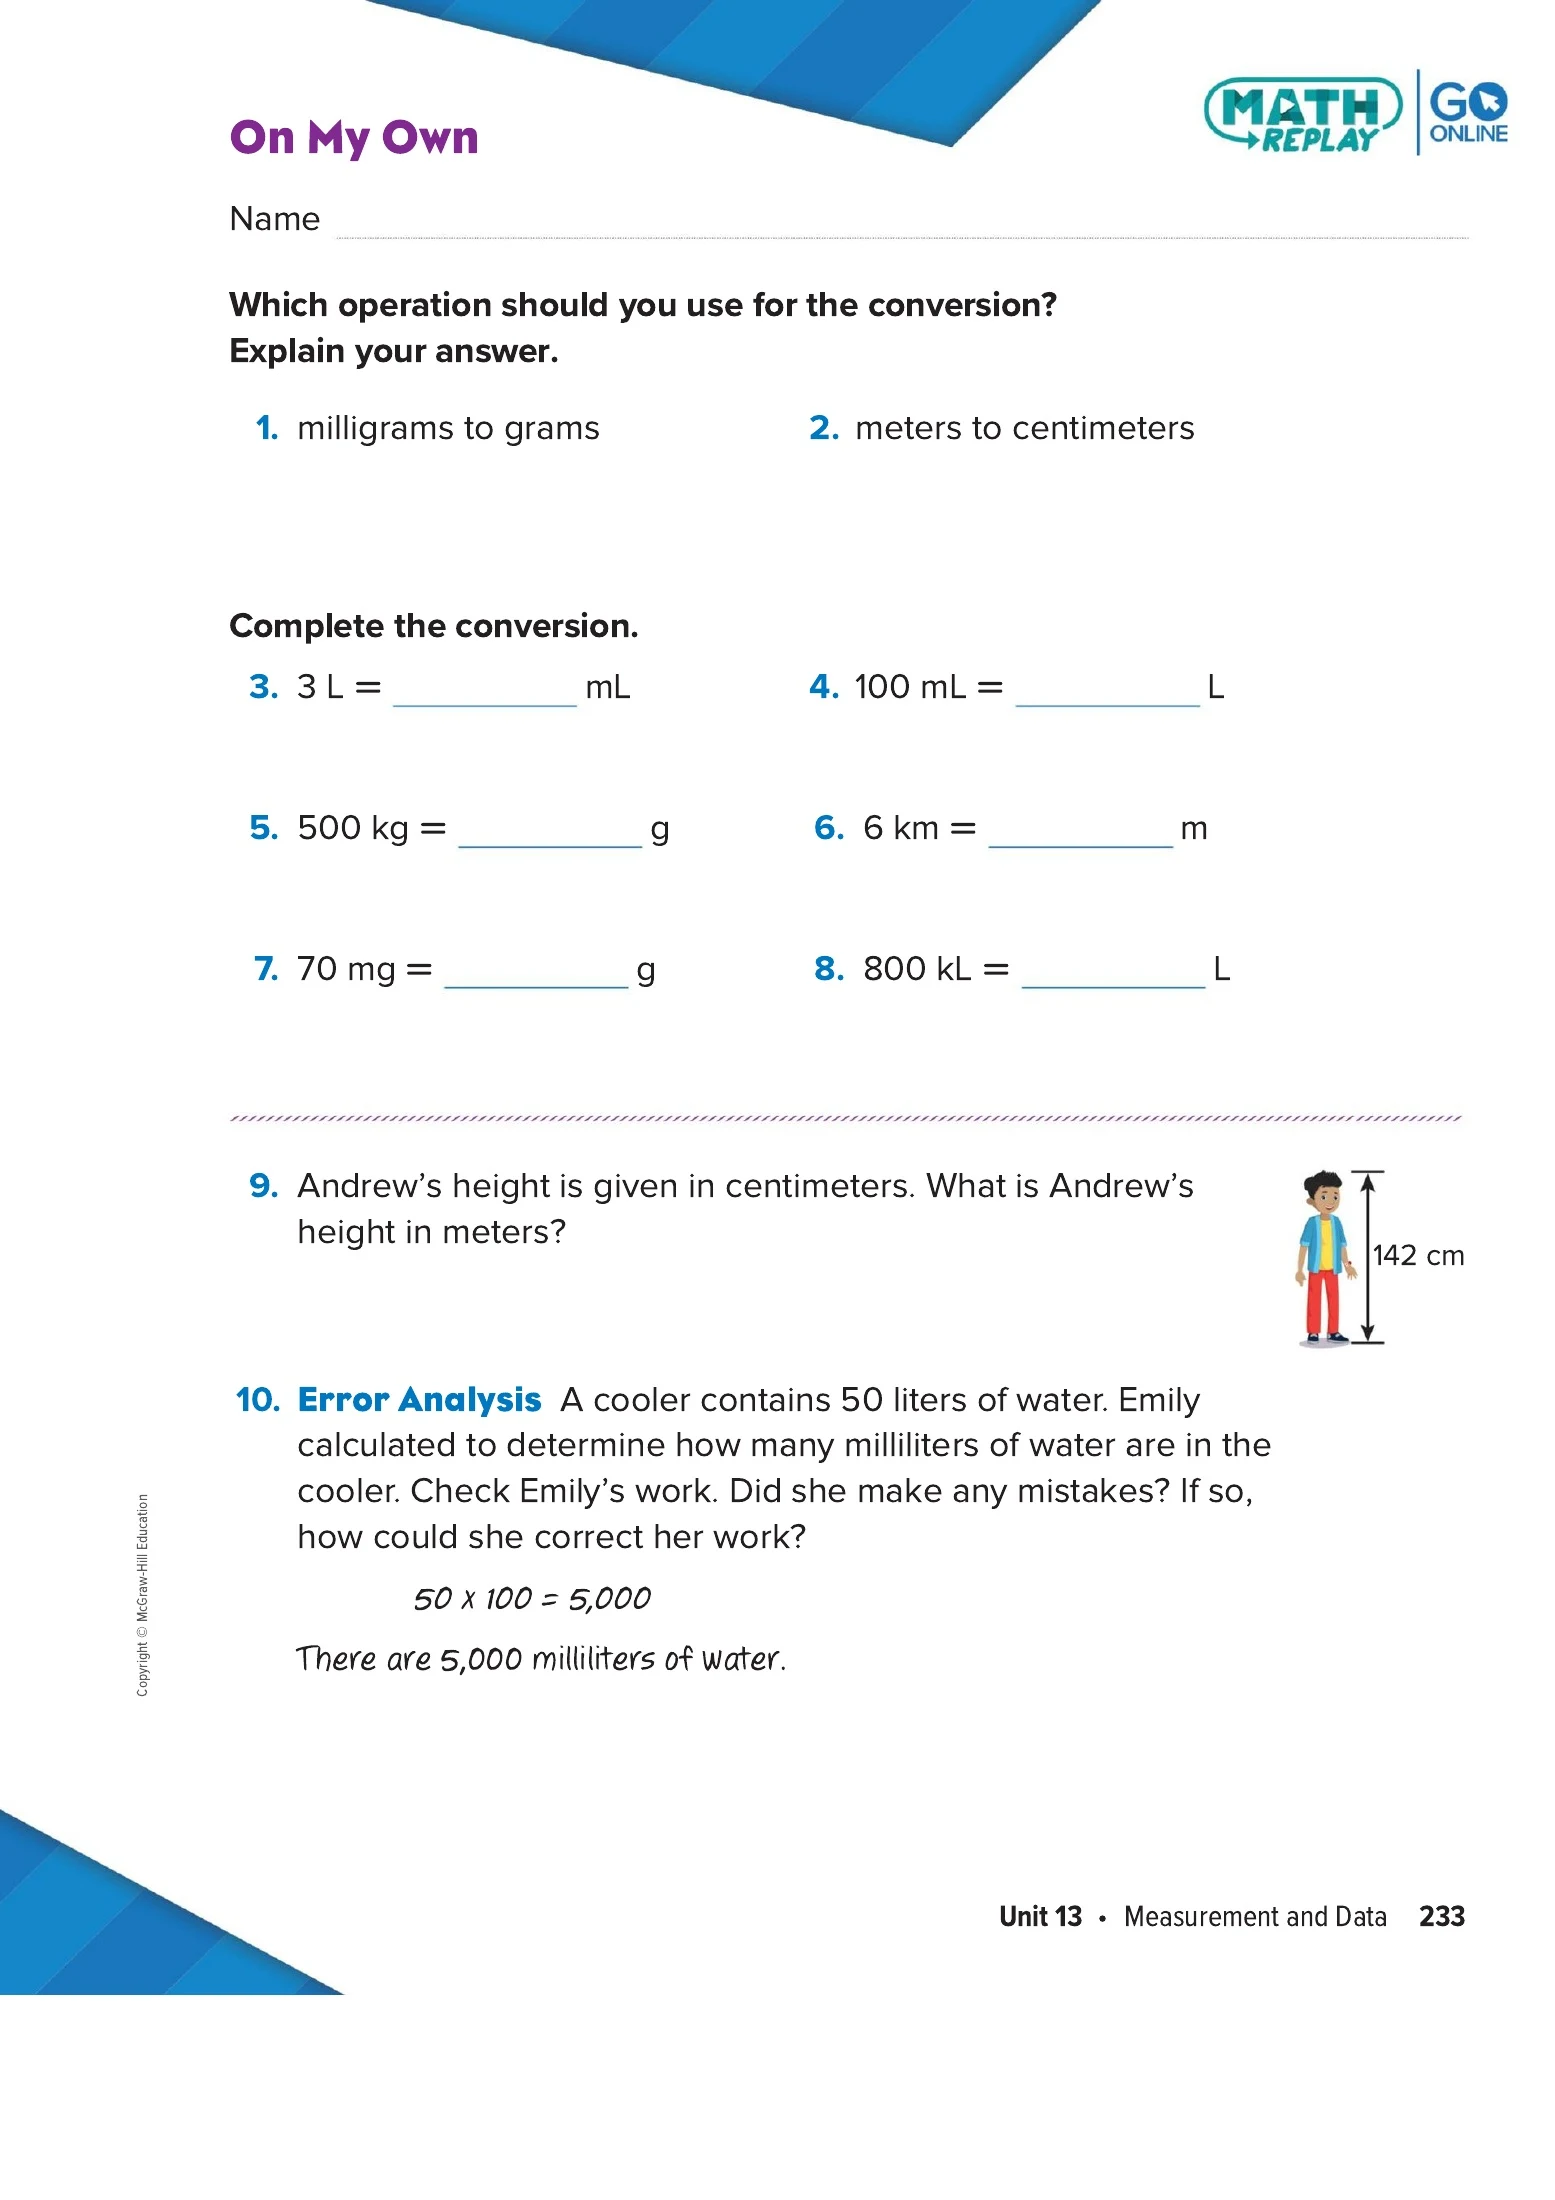 MATH
REPLAY
GO
ONLINE
On My Own
Name
Which operation should you use for the conversion?
Explain your answer.
1. milligrams to grams
2. meters to centimeters
Complete the conversion.
3. 3 L = __________ mL
4. 100 mL = __________ L
5. 500 kg = __________ g
6. 6 km = __________ m
7. 70 mg = __________ g
8. 800 kL = __________ L
9. Andrew's height is given in centimeters. What is Andrew's
height in meters?
142 cm
10. Error Analysis A cooler contains 50 liters of water. Emily
calculated to determine how many milliliters of water are in the
cooler. Check Emily's work. Did she make any mistakes? If so,
how could she correct her work?
50 x 100 = 5,000
There are 5,000 milliliters of water.
Copyright © McGraw-Hill Education
Unit 13 • Measurement and Data 233